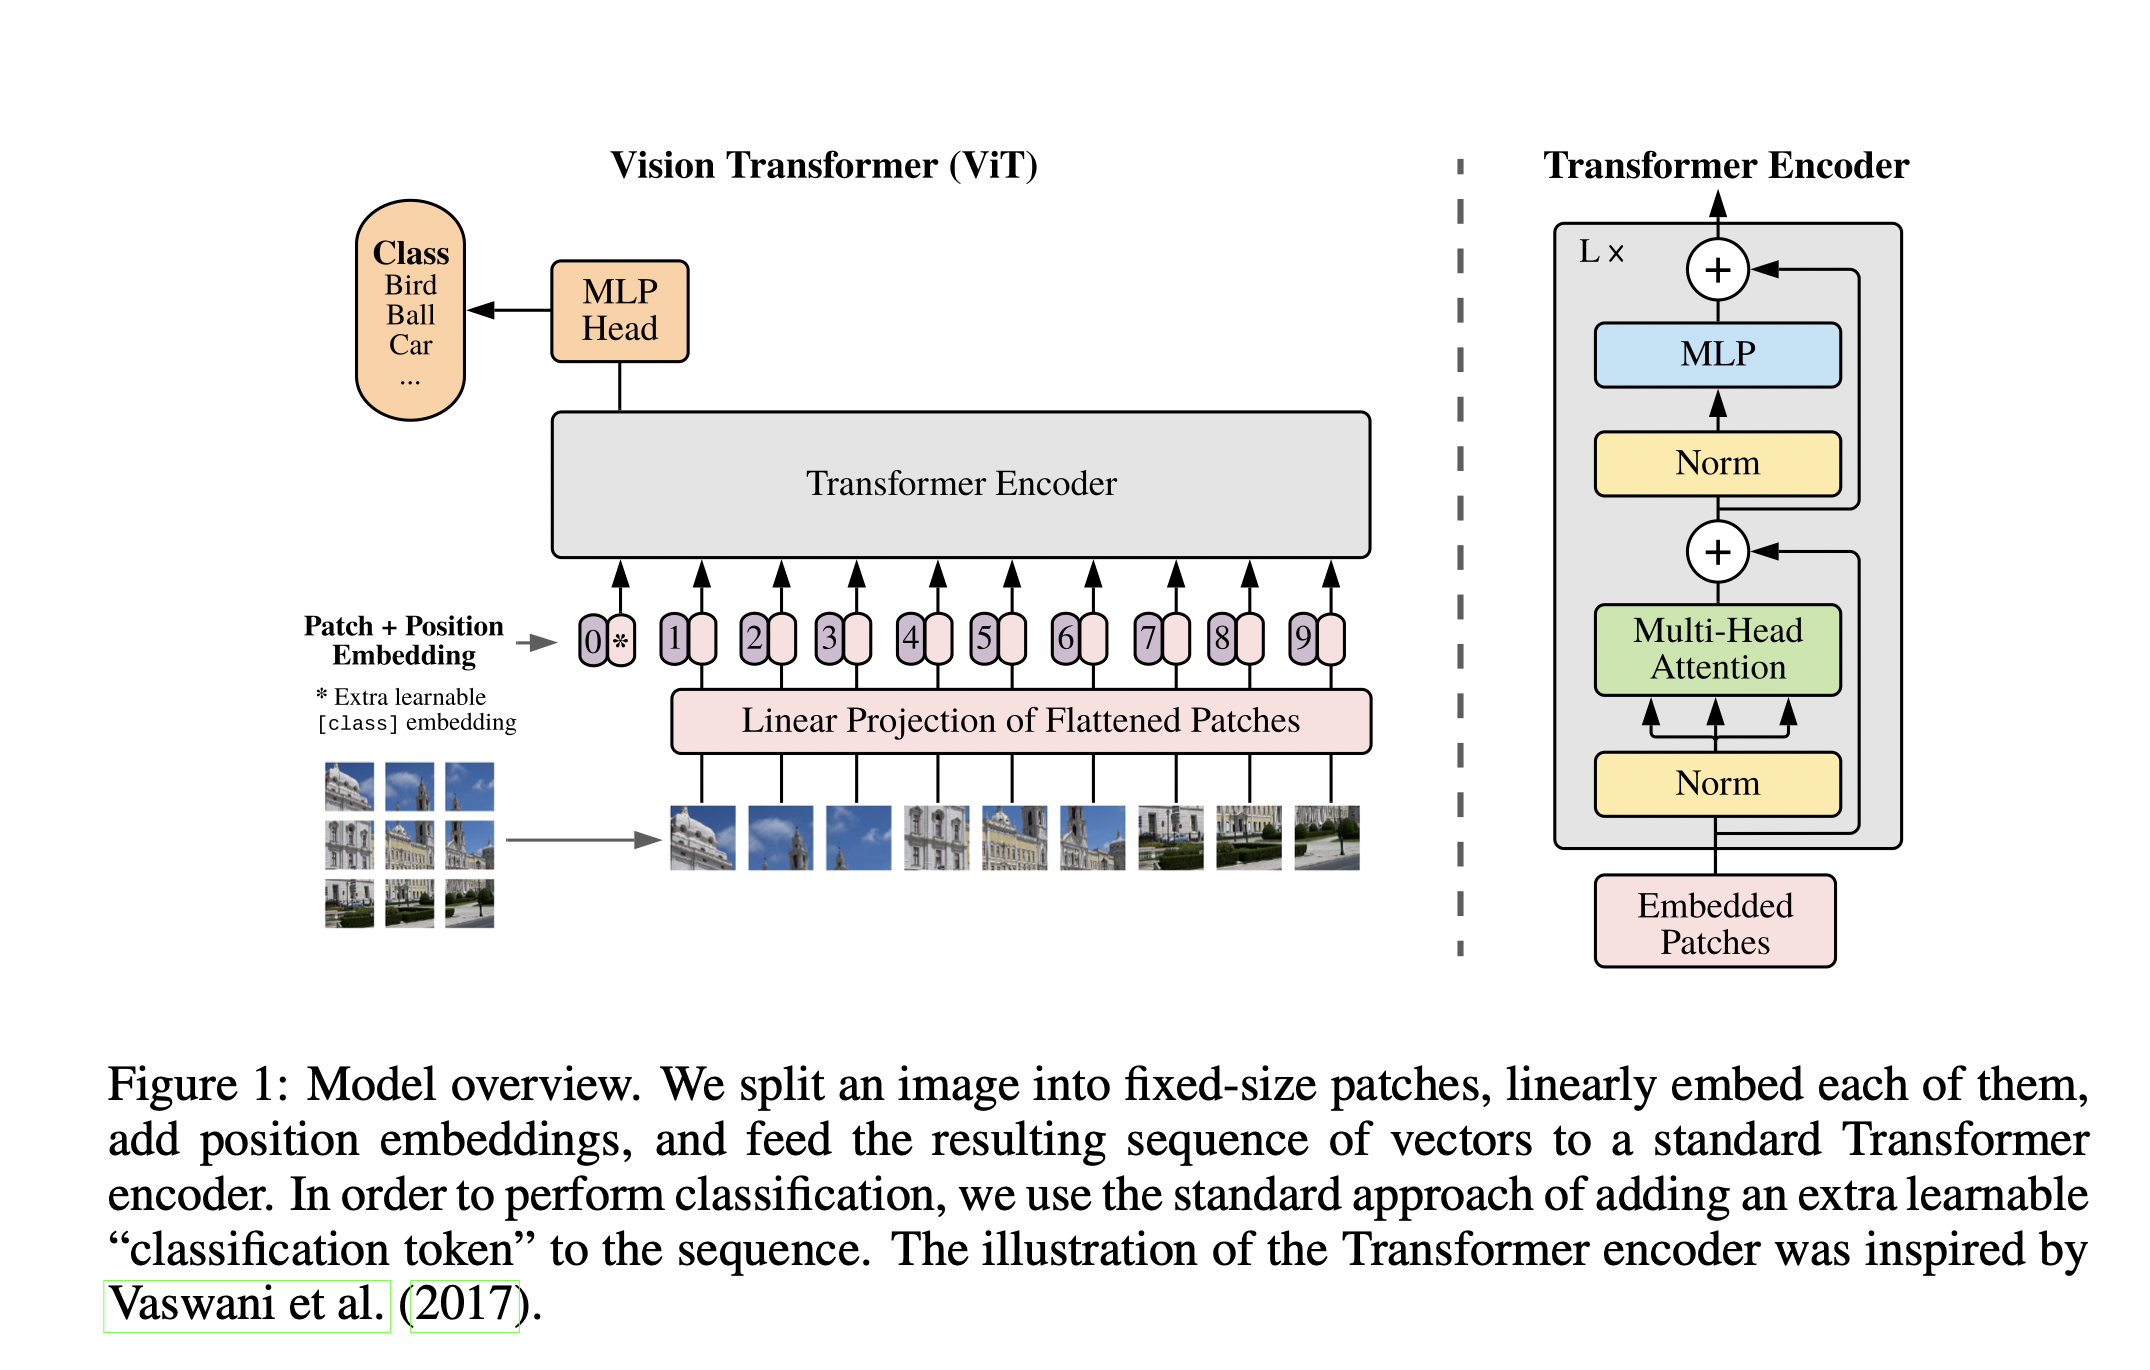 Vision Transformer (ViT)
Class
Bird
Ball
Car
...
MLP
Head
Transformer Encoder
Patch + Position
Embedding
* Extra learnable
[class] embedding
0 * 1 2 3 4 5 6 7 8 9
Linear Projection of Flattened Patches
Transformer Encoder
L ×
+
MLP
Norm
+
Multi-Head
Attention
Norm
Embedded
Patches
Figure 1: Model overview. We split an image into fixed-size patches, linearly embed each of them,
add position embeddings, and feed the resulting sequence of vectors to a standard Transformer
encoder. In order to perform classification, we use the standard approach of adding an extra learnable
“classification token” to the sequence. The illustration of the Transformer encoder was inspired by
Vaswani et al. (2017).